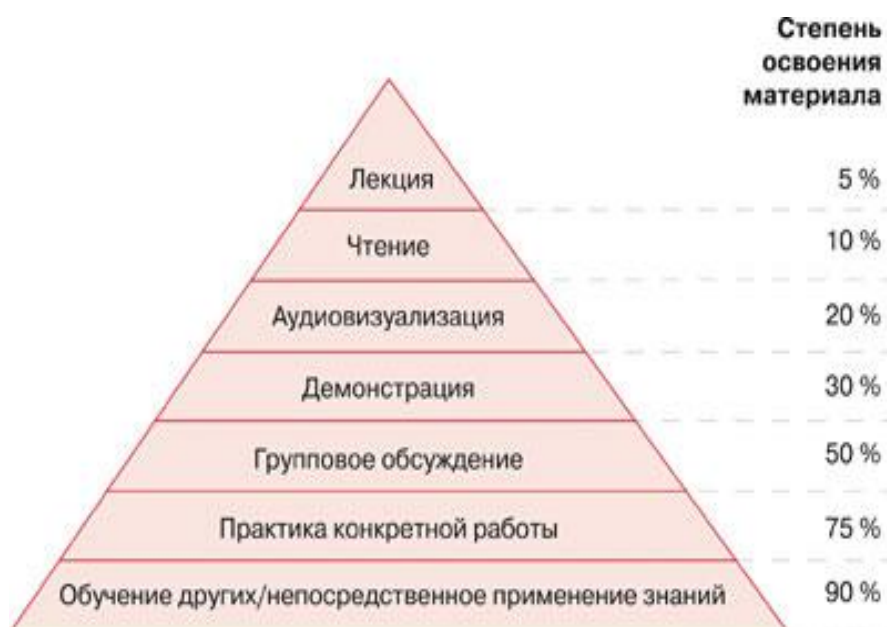 Степень
освоения
материала
Лекция 5 %
Чтение 10 %
Аудиовизуализация 20 %
Демонстрация 30 %
Групповое обсуждение 50 %
Практика конкретной работы 75 %
Обучение других/непосредственное применение знаний 90 %